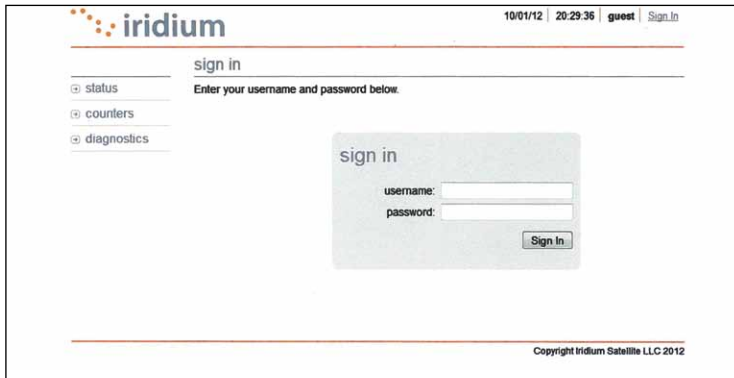 iridium
10/01/12 20:29:36 guest Sign In
sign in
status
counters
diagnostics
Enter your username and password below.
sign in
username:
password:
Sign In
Copyright Iridium Satellite LLC 2012